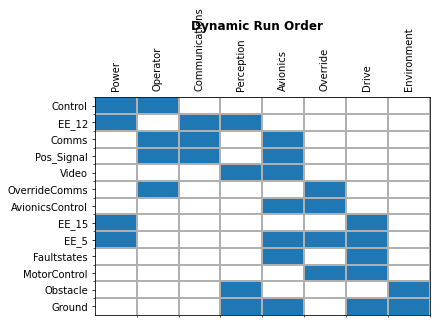 Dynamic Run Order
Power
Operator
Communications
Perception
Avionics
Override
Drive
Environment
Control
EE_12
Comms
Pos_Signal
Video
OverrideComms
AvionicsControl
EE_15
EE_5
Faultstates
MotorControl
Obstacle
Ground